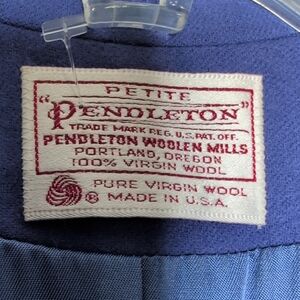 PETITE
"PENDLETON"
TRADE MARK REG. U.S. PAT. OFF.
PENDLETON WOOLEN MILLS
PORTLAND, OREGON
100% VIRGIN WOOL
PURE VIRGIN WOOL
® MADE IN U.S.A.